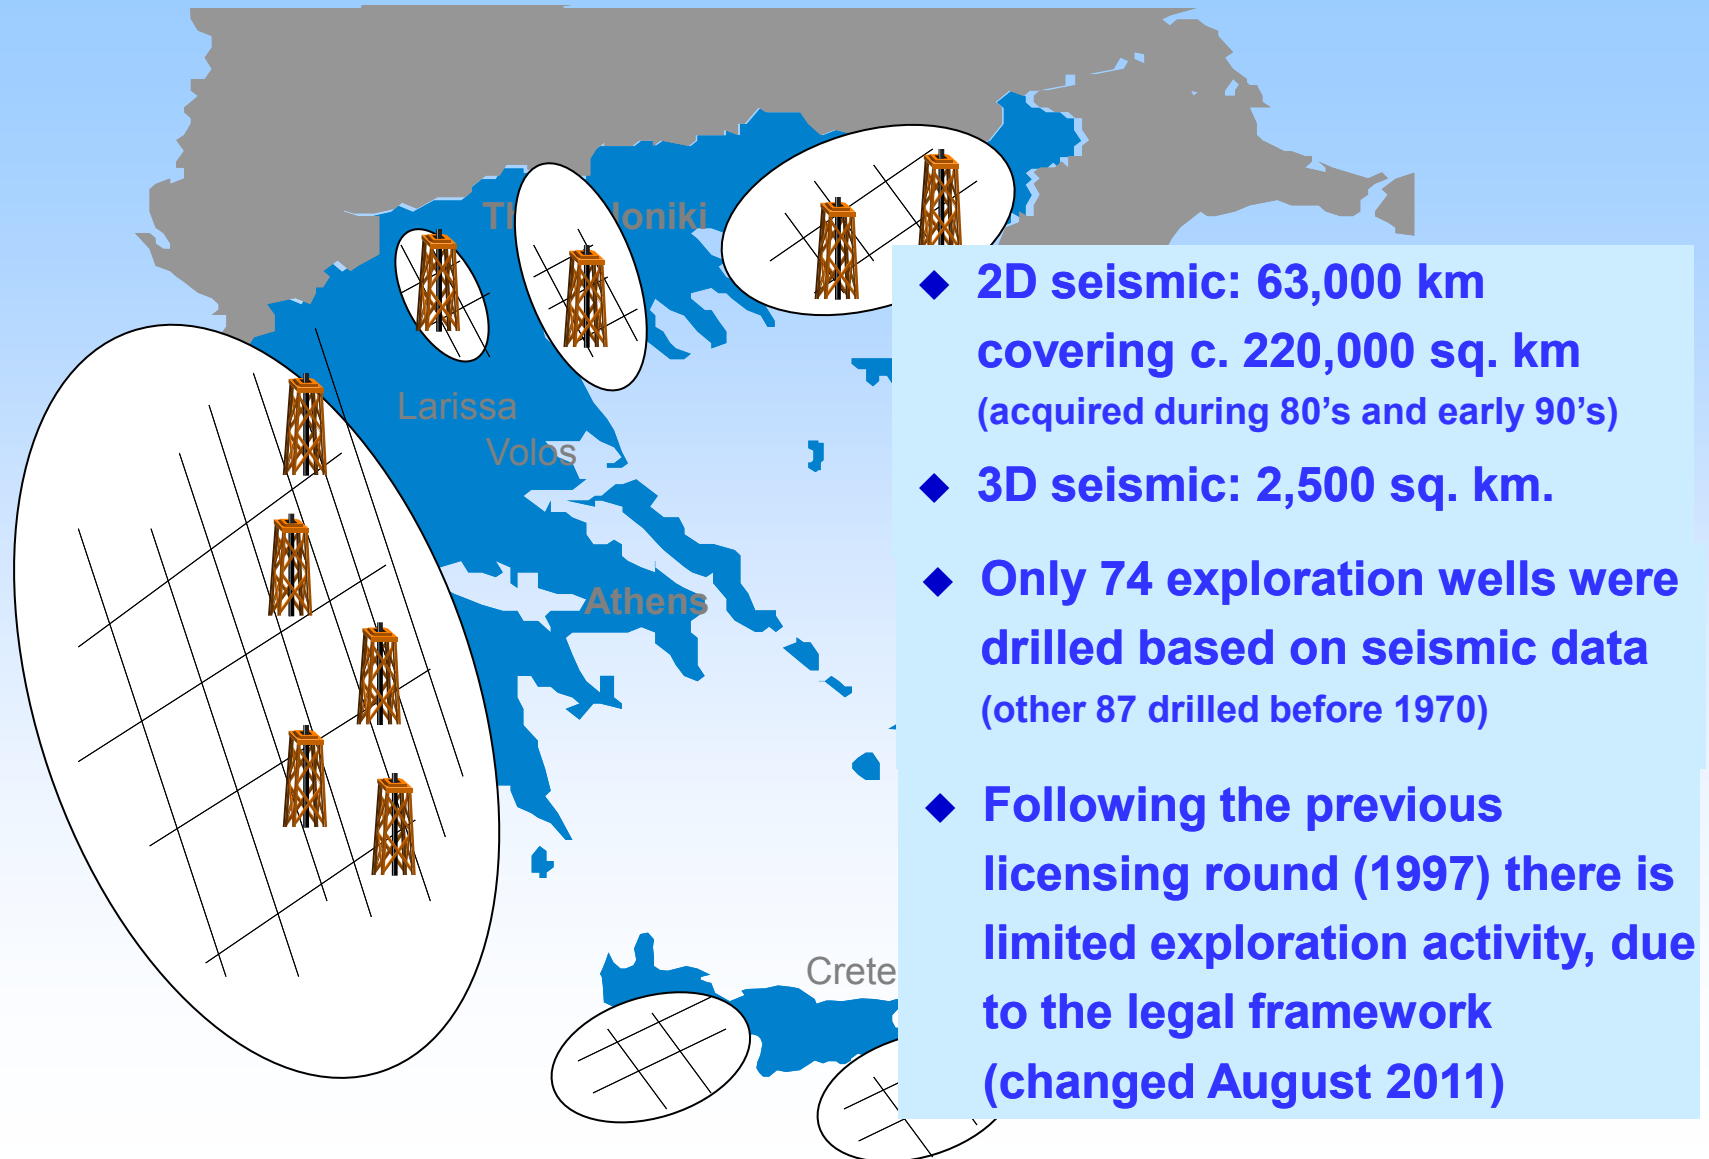 Larissa
Volos
Athens
Crete
◆ 2D seismic: 63,000 km
covering c. 220,000 sq. km
(acquired during 80’s and early 90’s)
◆ 3D seismic: 2,500 sq. km.
◆ Only 74 exploration wells were
drilled based on seismic data
(other 87 drilled before 1970)
◆ Following the previous
licensing round (1997) there is
limited exploration activity, due
to the legal framework
(changed August 2011)